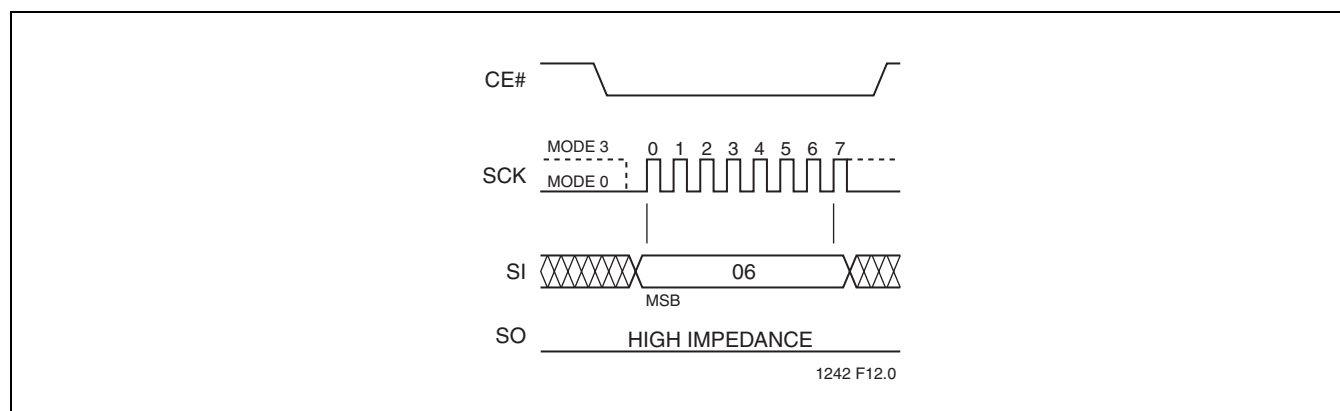 CE#
MODE 3
0 1 2 3 4 5 6 7
SCK
MODE 0
SI
06
MSB
SO
HIGH IMPEDANCE
1242 F12.0